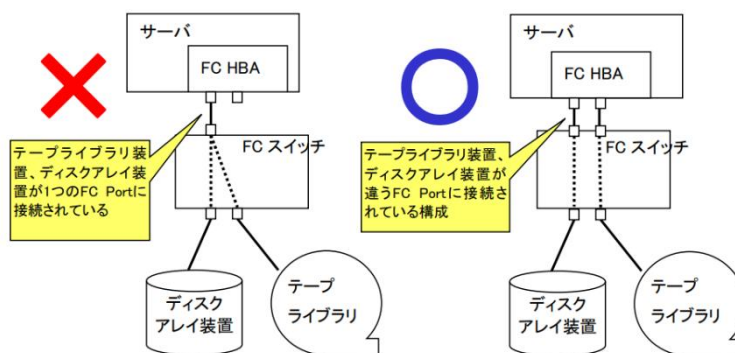 サーバ
FC HBA
FC スイッチ
テープライブラリ装
置、ディスクアレイ装
置が1つのFC Portに
接続されている
ディスク
アレイ装置
テープ
ライブラリ
サーバ
FC HBA
FC スイッチ
テープライブラリ装置、
ディスクアレイ装置が
違うFC Portに接続さ
れている構成
ディスク
アレイ装置
テープ
ライブラリ